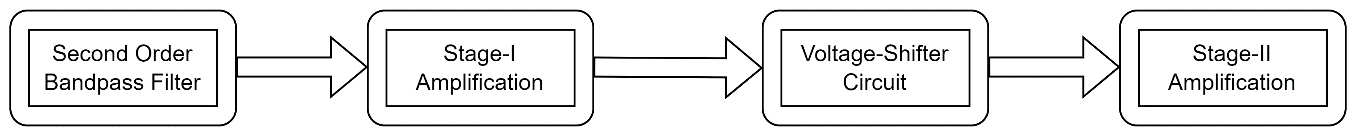 Second Order
Bandpass Filter
Stage-I
Amplification
Voltage-Shifter
Circuit
Stage-II
Amplification